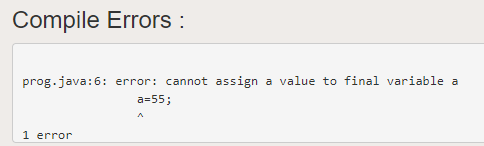 Compile Errors :
prog.java:6: error: cannot assign a value to final variable a
a=55;
^
1 error